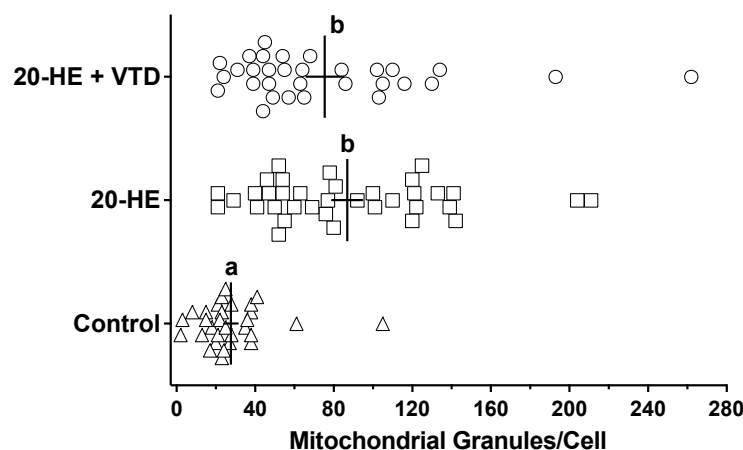 b
20-HE + VTD
b
20-HE
a
Control
0 40 80 120 160 200 240 280
Mitochondrial Granules/Cell